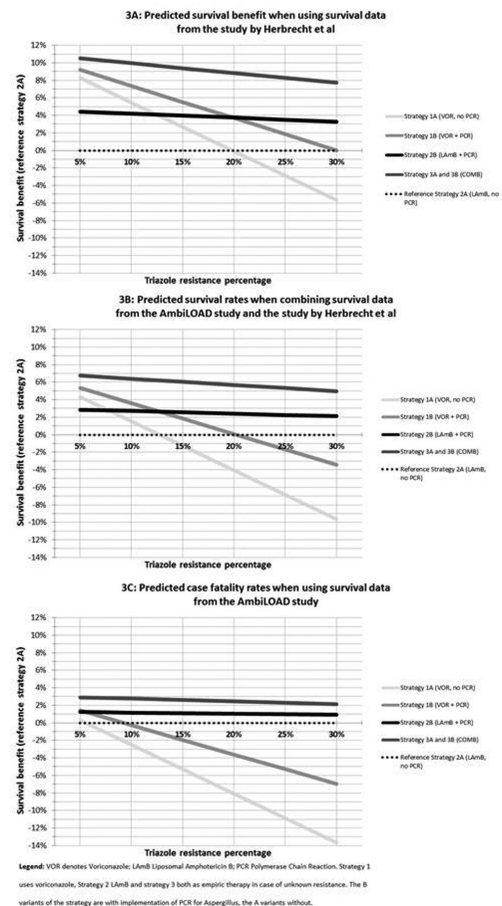 3A: Predicted survival benefit when using survival data
from the study by Herbrecht et al
12%
10%
8%
6%
4%
2%
0%
-2%
-4%
-6%
-8%
-10%
-12%
-14%
5%
10%
15%
20%
25%
30%
Survival benefit (reference strategy 2A)
Triazole resistance percentage
Strategy 1A (VOR, no PCR)
Strategy 1B (VOR + PCR)
Strategy 2B (LAmB + PCR)
Strategy 3A and 3B (COMB)
Reference Strategy 2A (LAmB, no
PCR)
3B: Predicted survival rates when combining survival data
from the AmbiLOAD study and the study by Herbrecht et al
12%
10%
8%
6%
4%
2%
0%
-2%
-4%
-6%
-8%
-10%
-12%
-14%
5%
10%
15%
20%
25%
30%
Survival benefit (reference strategy 2A)
Triazole resistance percentage
Strategy 1A (VOR, no PCR)
Strategy 1B (VOR + PCR)
Strategy 2B (LAmB + PCR)
Strategy 3A and 3B (COMB)
Reference Strategy 2A (LAmB,
no PCR)
3C: Predicted case fatality rates when using survival data
from the AmbiLOAD study
12%
10%
8%
6%
4%
2%
0%
-2%
-4%
-6%
-8%
-10%
-12%
-14%
5%
10%
15%
20%
25%
30%
Survival benefit (reference strategy 2A)
Triazole resistance percentage
Strategy 1A (VOR, no PCR)
Strategy 1B (VOR + PCR)
Strategy 2B (LAmB + PCR)
Strategy 3A and 3B (COMB)
Reference Strategy 2A (LAmB,
no PCR)
Legend: VOR denotes Voriconazole; LAmB Liposomal Amphotericin B; PCR Polymerase Chain Reaction. Strategy 1
uses voriconazole, Strategy 2 LAmB and strategy 3 both as empiric therapy in case of unknown resistance. The B
variants of the strategy are with implementation of PCR for Aspergillus, the A variants without.